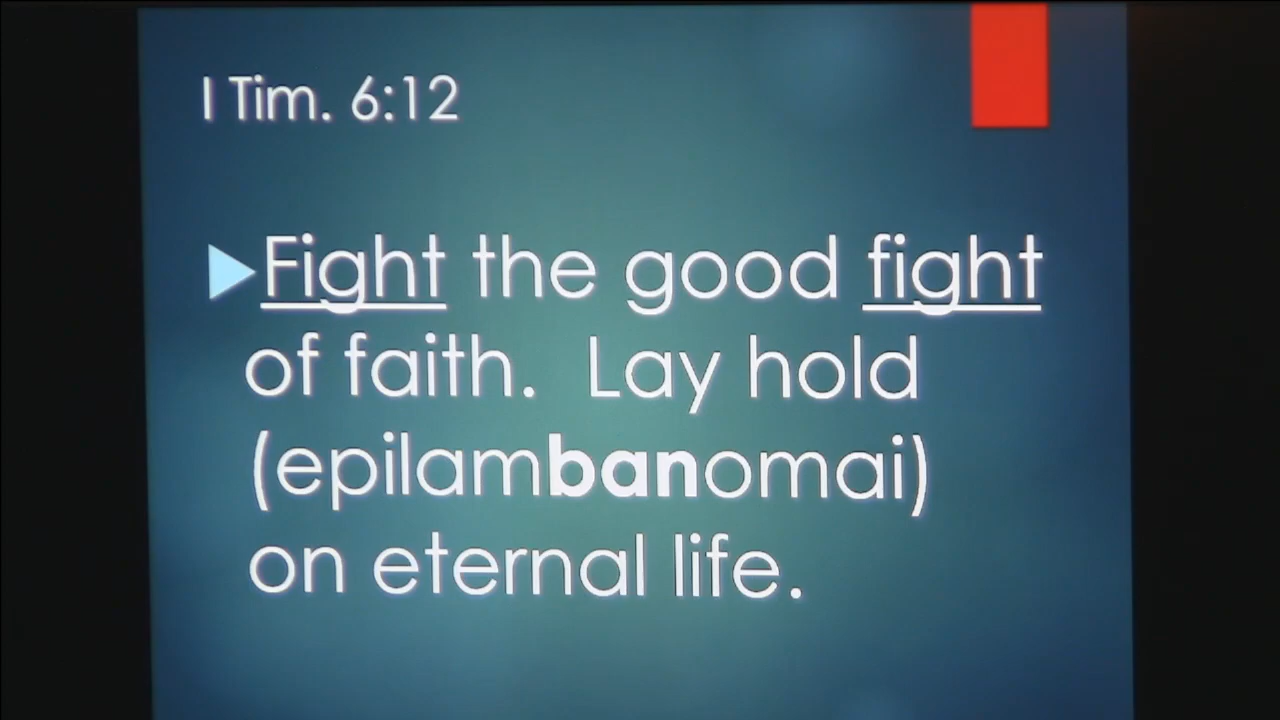 I Tim. 6:12
Fight the good fight
of faith. Lay hold
(epilambanomai)
on eternal life.